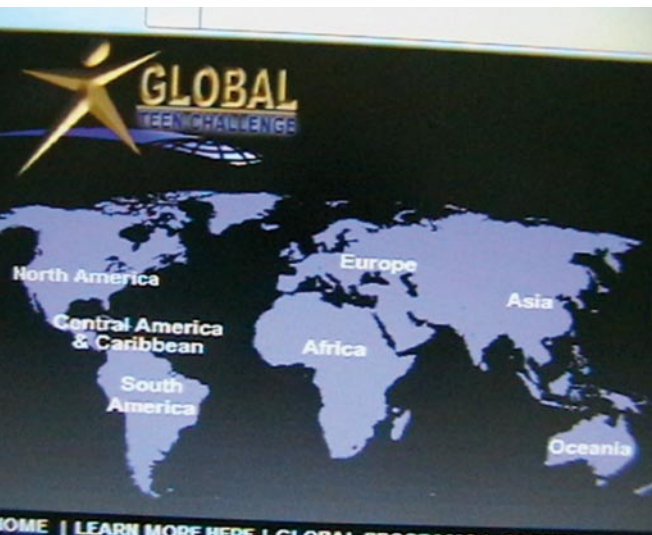 GLOBAL
TEEN CHALLENGE
Europe
North America
Asia
Central America
& Caribbean
Africa
South
America
Oceania
HOME | LEARN MORE HERE | GLOBAL